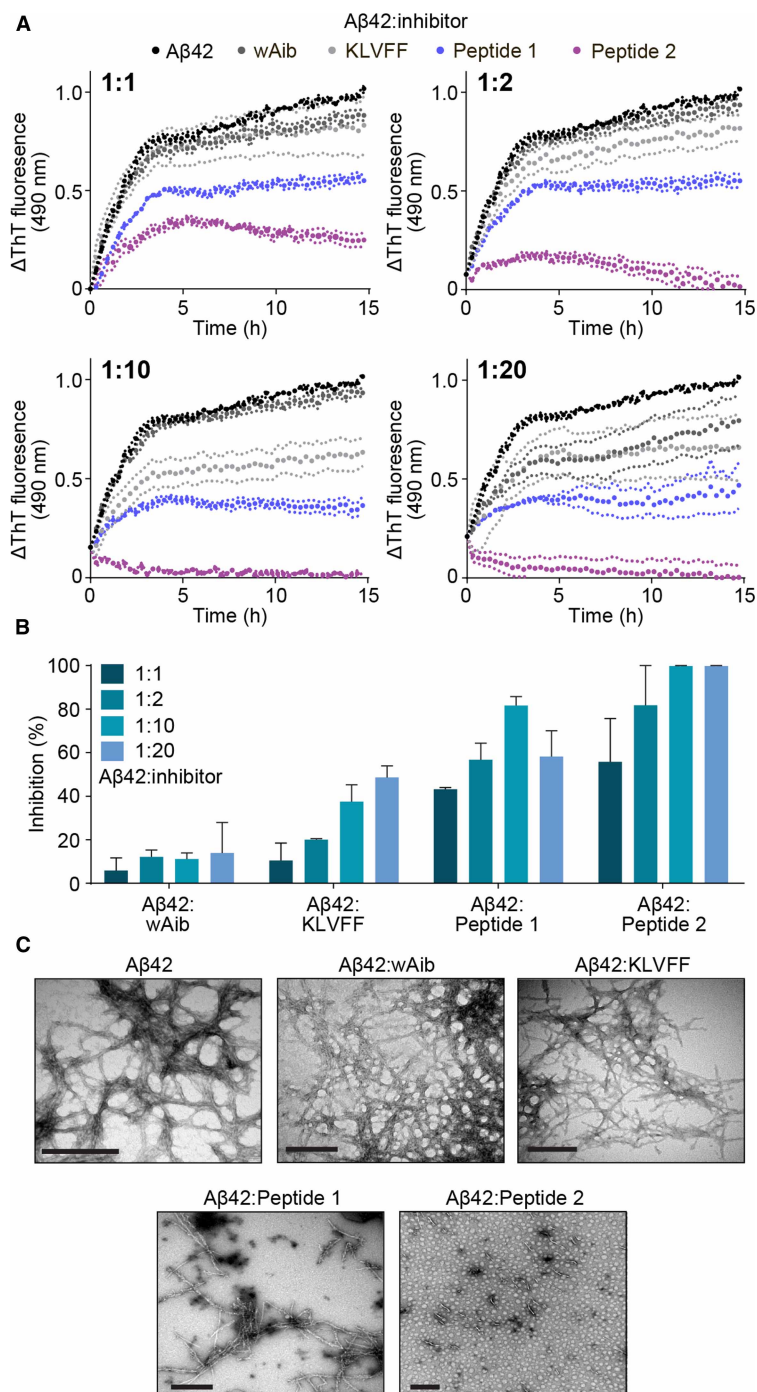 A
Aβ42:inhibitor
Aβ42 wAib KLVFF Peptide 1 Peptide 2
1:1
1.0
0.5
0
ΔThT fluoresence
(490 nm)
0 5 10 15
Time (h)
1:2
1.0
0.5
0
ΔThT fluoresence
(490 nm)
0 5 10 15
Time (h)
1:10
1.0
0.5
0
ΔThT fluoresence
(490 nm)
0 5 10 15
Time (h)
1:20
1.0
0.5
0
ΔThT fluoresence
(490 nm)
0 5 10 15
Time (h)
B
100
80
60
40
20
0
Inhibition (%)
1:1
1:2
1:10
1:20
Aβ42:inhibitor
Aβ42:
wAib
Aβ42:
KLVFF
Aβ42:
Peptide 1
Aβ42:
Peptide 2
C
Aβ42
Aβ42:wAib
Aβ42:KLVFF
Aβ42:Peptide 1
Aβ42:Peptide 2